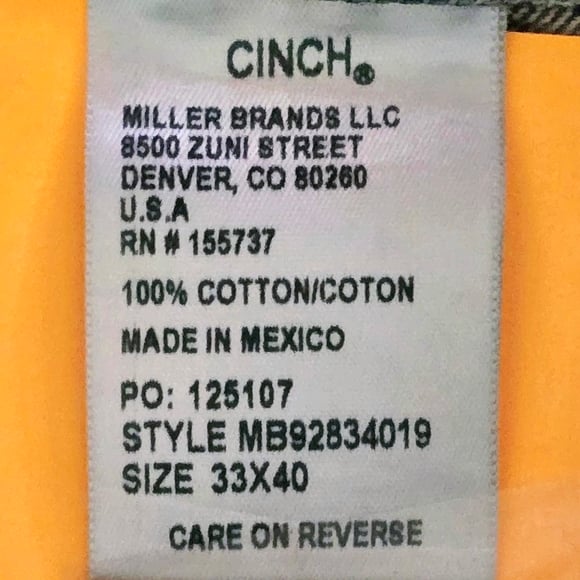 CINCH®
MILLER BRANDS LLC
8500 ZUNI STREET
DENVER, CO 80260
U.S.A
RN # 155737
100% COTTON/COTON
MADE IN MEXICO
PO: 125107
STYLE MB92834019
SIZE 33X40
CARE ON REVERSE